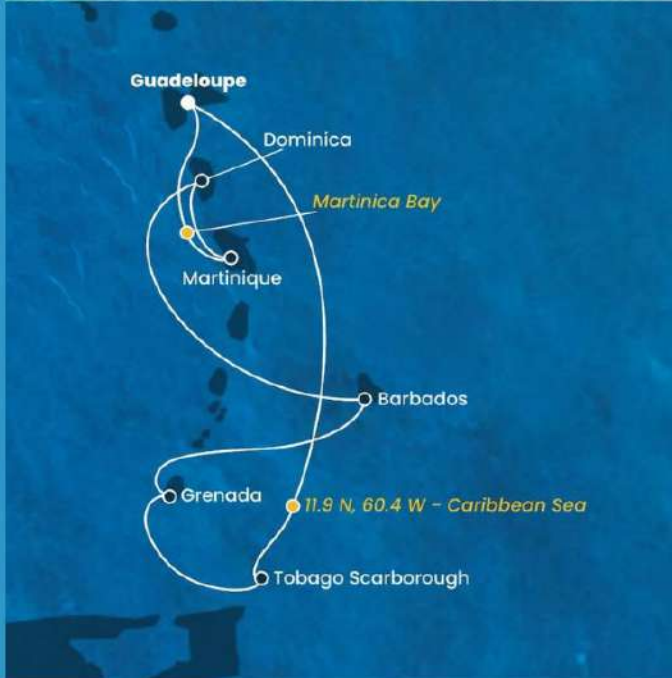 Guadeloupe
Dominica
Martinica Bay
Martinique
Barbados
Grenada
11.9 N, 60.4 W - Caribbean Sea
Tobago Scarborough